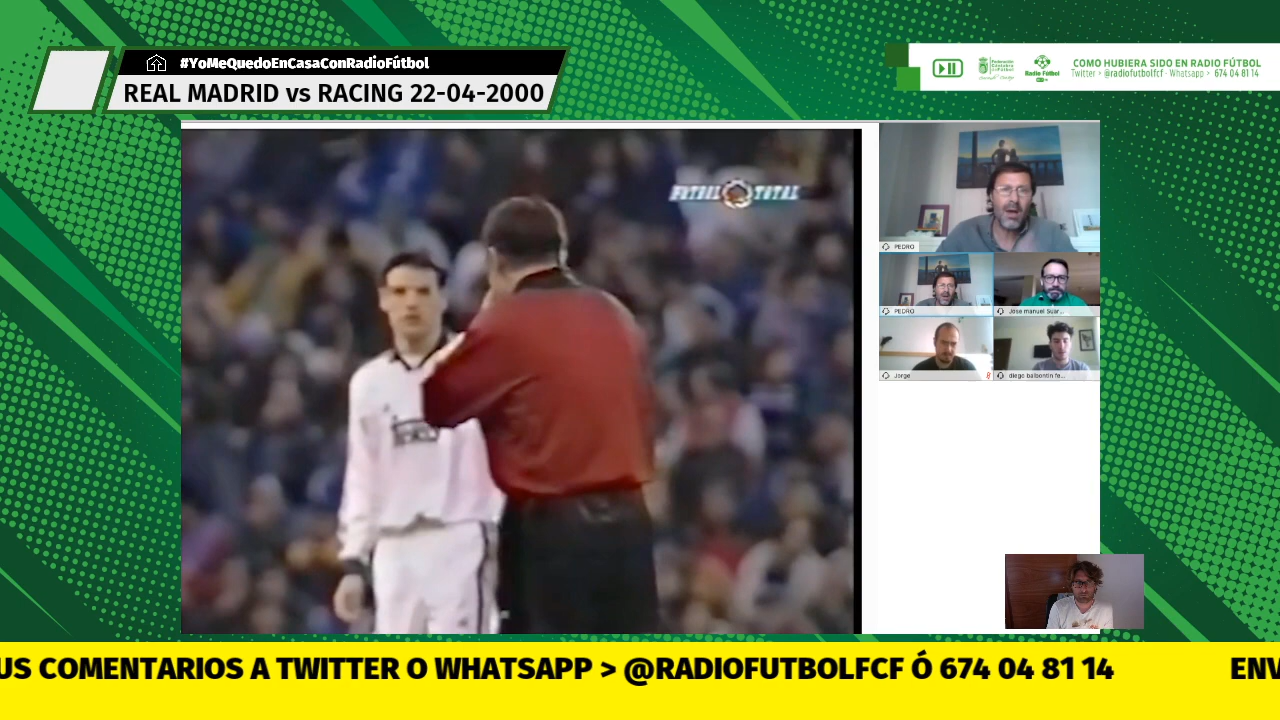 #YoMeQuedoEnCasaConRadioFútbol
REAL MADRID vs RACING 22-04-2000
Radio Fútbol
COMO HUBIERA SIDO EN RADIO FÚTBOL
Twitter > @radiofutbolfcf - Whatsapp > 674 04 81 14
FUTBOL TOTAL
PEDRO
PEDRO
Jose manuel Suar...
Jorge
diego balbontin fe...
US COMENTARIOS A TWITTER O WHATSAPP > @RADIOFUTBOLFCF Ó 674 04 81 14
ENV